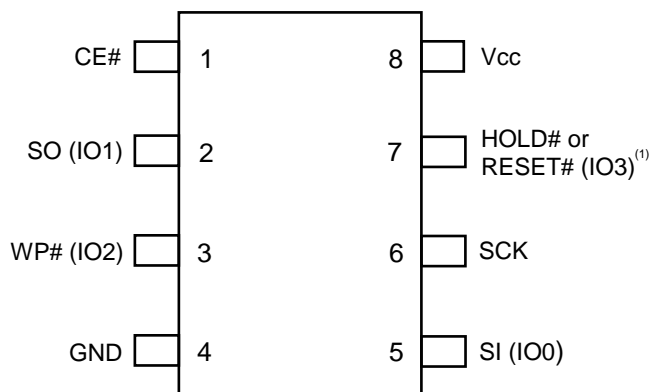 CE# 1 8 Vcc
SO (IO1) 2 7 HOLD# or
RESET# (IO3)(1)
WP# (IO2) 3 6 SCK
GND 4 5 SI (IO0)